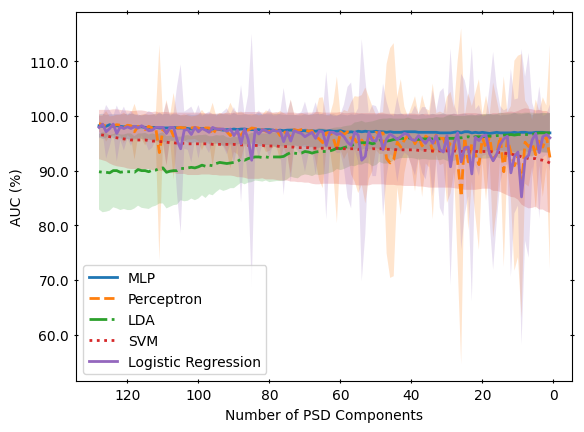 110.0
100.0
90.0
80.0
70.0
60.0
AUC (%)
MLP
Perceptron
LDA
SVM
Logistic Regression
120 100 80 60 40 20 0
Number of PSD Components